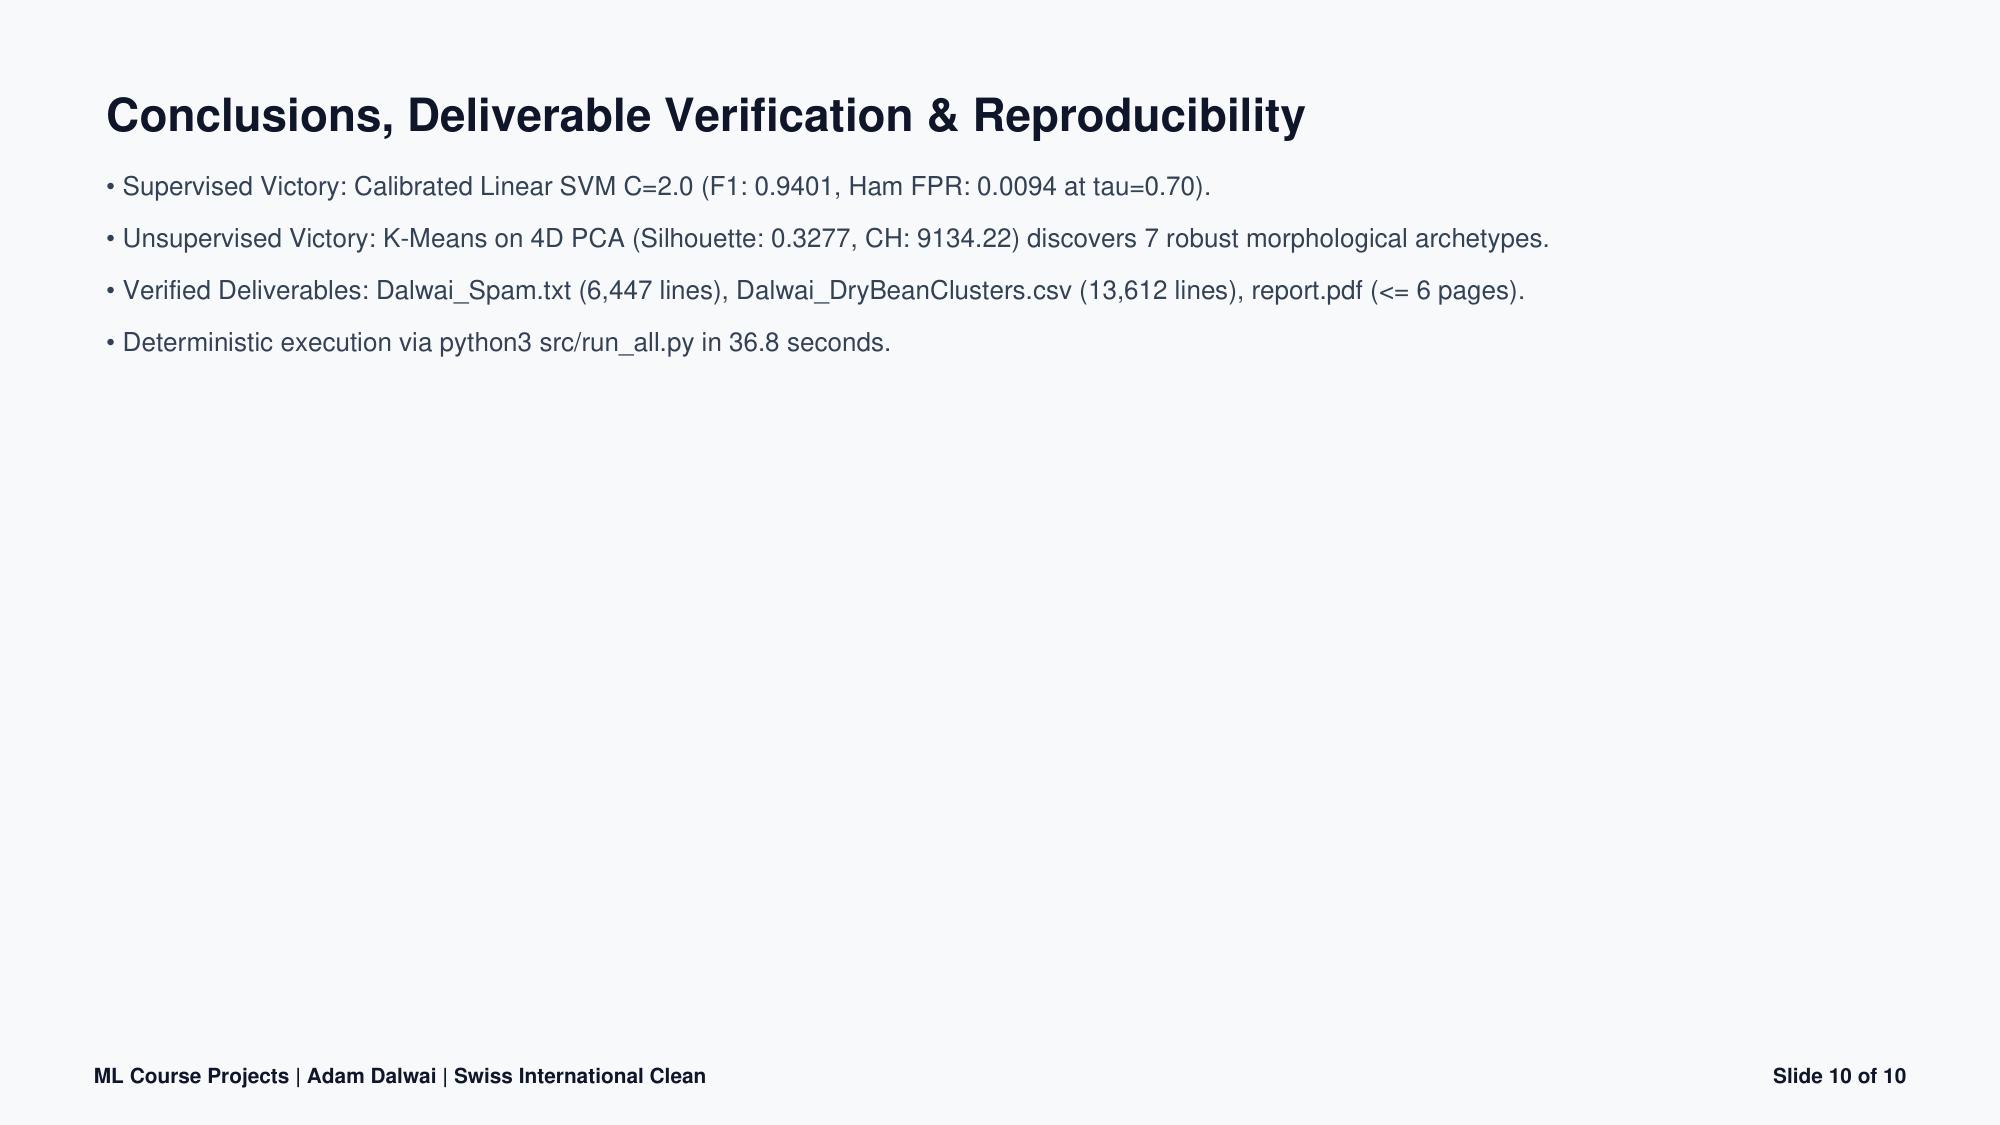 Conclusions, Deliverable Verification & Reproducibility
• Supervised Victory: Calibrated Linear SVM C=2.0 (F1: 0.9401, Ham FPR: 0.0094 at tau=0.70).
• Unsupervised Victory: K-Means on 4D PCA (Silhouette: 0.3277, CH: 9134.22) discovers 7 robust morphological archetypes.
• Verified Deliverables: Dalwai_Spam.txt (6,447 lines), Dalwai_DryBeanClusters.csv (13,612 lines), report.pdf (<= 6 pages).
• Deterministic execution via python3 src/run_all.py in 36.8 seconds.
ML Course Projects | Adam Dalwai | Swiss International Clean
Slide 10 of 10